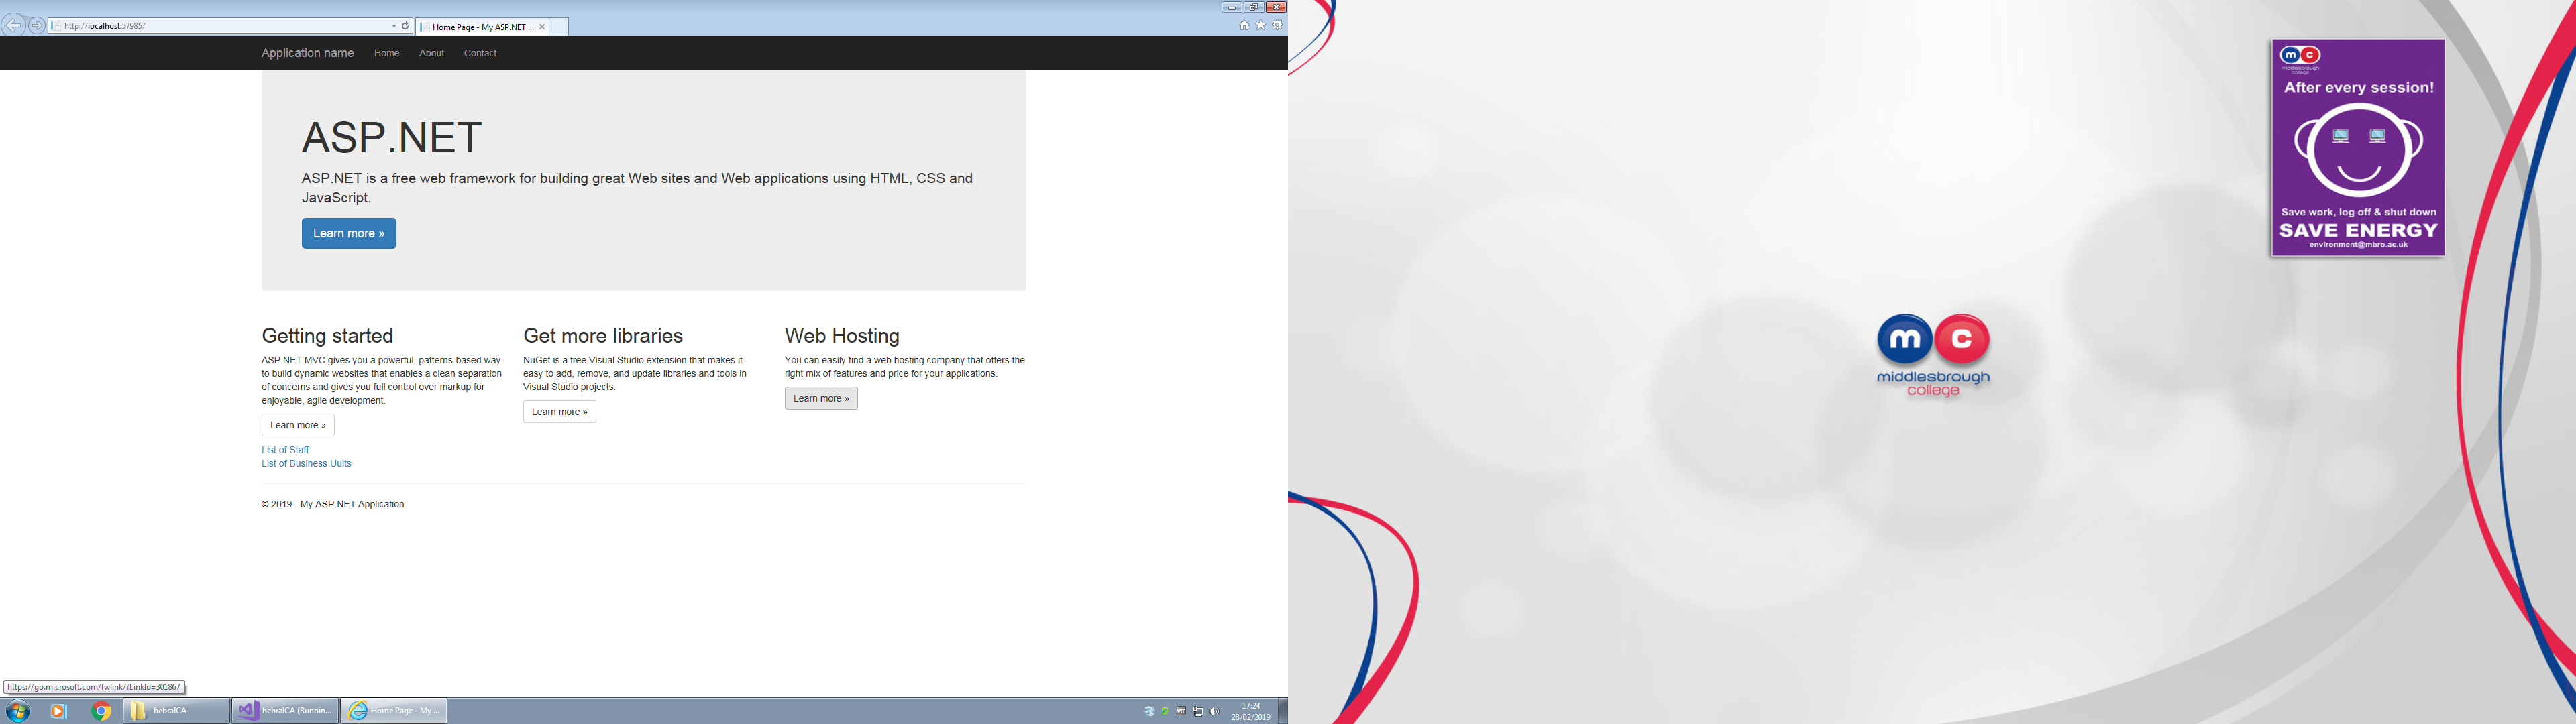 http://localhost:57985/
Home Page - My ASP.NET ...
Application name
Home
About
Contact
ASP.NET
ASP.NET is a free web framework for building great Web sites and Web applications using HTML, CSS and
JavaScript.
Learn more »
Getting started
ASP.NET MVC gives you a powerful, patterns-based way
to build dynamic websites that enables a clean separation
of concerns and gives you full control over markup for
enjoyable, agile development.
Learn more »
List of Staff
List of Business Uuits
Get more libraries
NuGet is a free Visual Studio extension that makes it
easy to add, remove, and update libraries and tools in
Visual Studio projects.
Learn more »
Web Hosting
You can easily find a web hosting company that offers the
right mix of features and price for your applications.
Learn more »
© 2019 - My ASP.NET Application
https://go.microsoft.com/fwlink/?LinkId=301867
hebraICA
hebraICA (Runnin...
Home Page - My ...
17:24
28/02/2019
m c
middlesbrough
college
After every session!
Save work, log off & shut down
SAVE ENERGY
environment@mbro.ac.uk
m c
middlesbrough
college